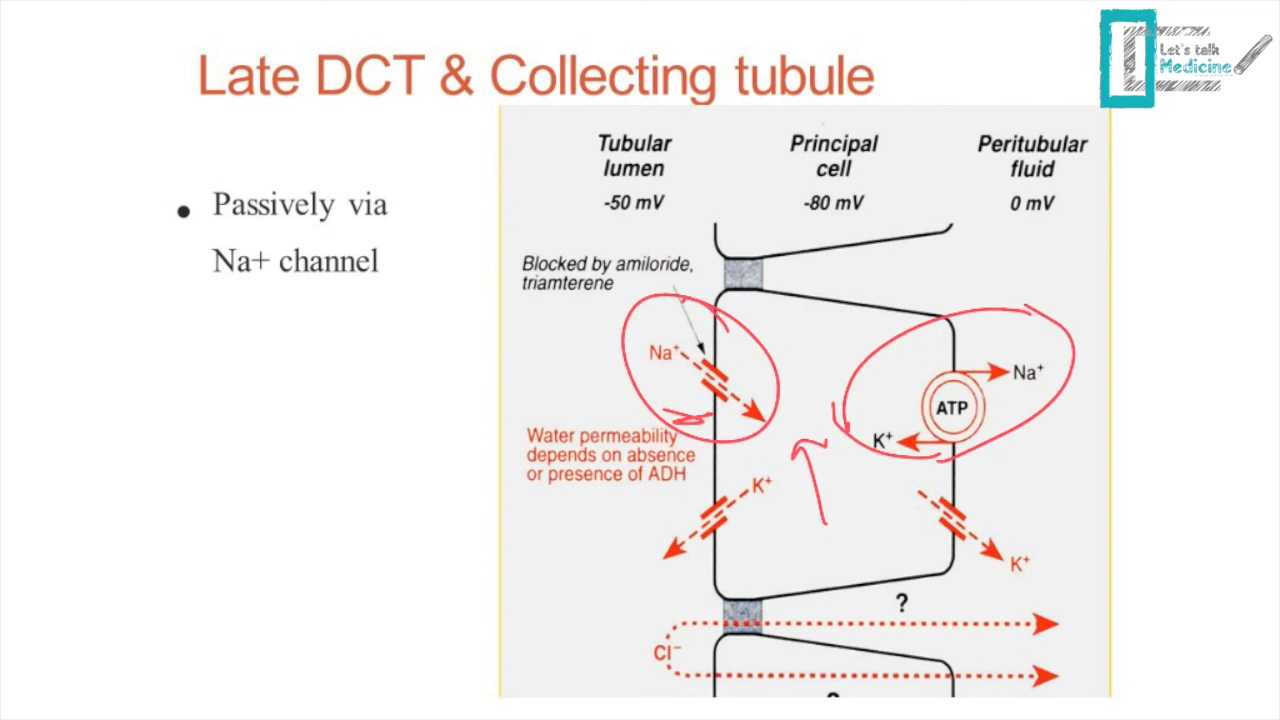 Let's talk
Medicine
Late DCT & Collecting tubule
• Passively via
Na+ channel
Tubular
lumen
-50 mV
Principal
cell
-80 mV
Peritubular
fluid
0 mV
Blocked by amiloride,
triamterene
Na⁺
Na⁺
ATP
K⁺
Water permeability
depends on absence
or presence of ADH
K⁺
K⁺
?
Cl⁻